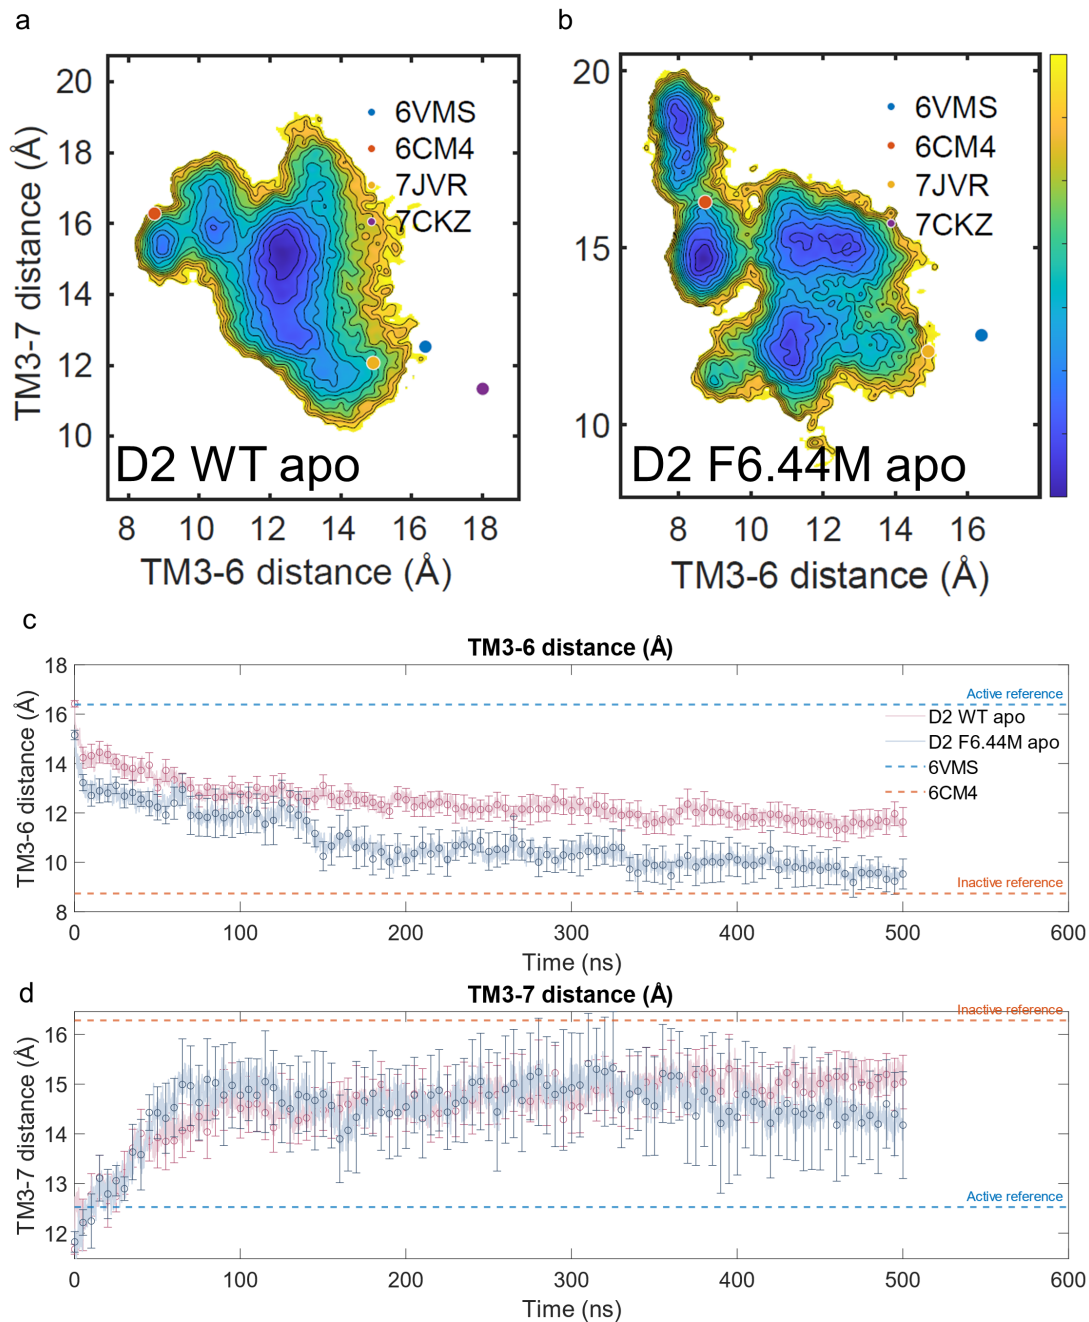 a
20
18
16
14
12
10
TM3-7 distance (Å)
6VMS
6CM4
7JVR
7CKZ
D2 WT apo
8 10 12 14 16 18
TM3-6 distance (Å)
b
20
15
10
6VMS
6CM4
7JVR
7CKZ
D2 F6.44M apo
8 10 12 14 16
TM3-6 distance (Å)
c
TM3-6 distance (Å)
18
16
14
12
10
8
TM3-6 distance (Å)
Active reference
D2 WT apo
D2 F6.44M apo
6VMS
6CM4
Inactive reference
0 100 200 300 400 500 600
Time (ns)
d
TM3-7 distance (Å)
16
15
14
13
12
TM3-7 distance (Å)
Inactive reference
Active reference
0 100 200 300 400 500 600
Time (ns)